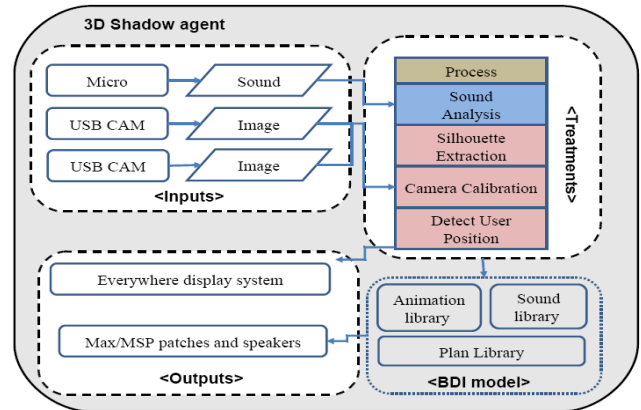 3D Shadow agent
Micro
Sound
USB CAM
Image
USB CAM
Image
<Inputs>
Process
Sound
Analysis
Silhouette
Extraction
Camera Calibration
Detect User
Position
<Treatments>
Everywhere display system
Max/MSP patches and speakers
<Outputs>
Animation
library
Sound
library
Plan Library
<BDI model>